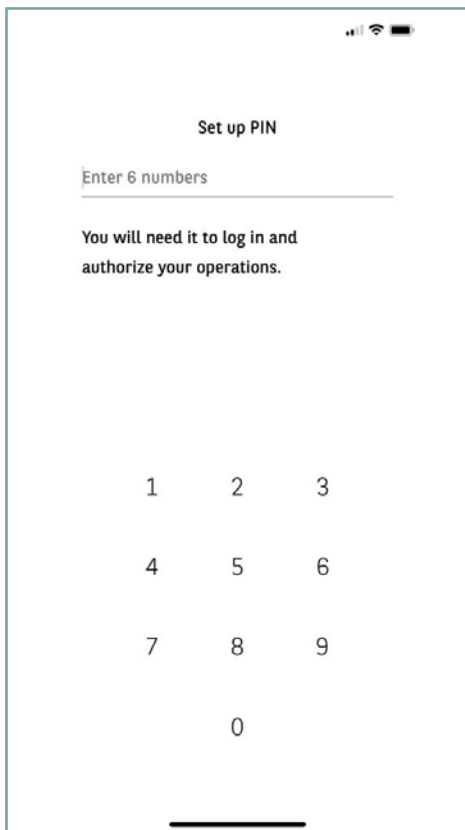 Set up PIN
Enter 6 numbers
You will need it to log in and
authorize your operations.
1 2 3
4 5 6
7 8 9
0